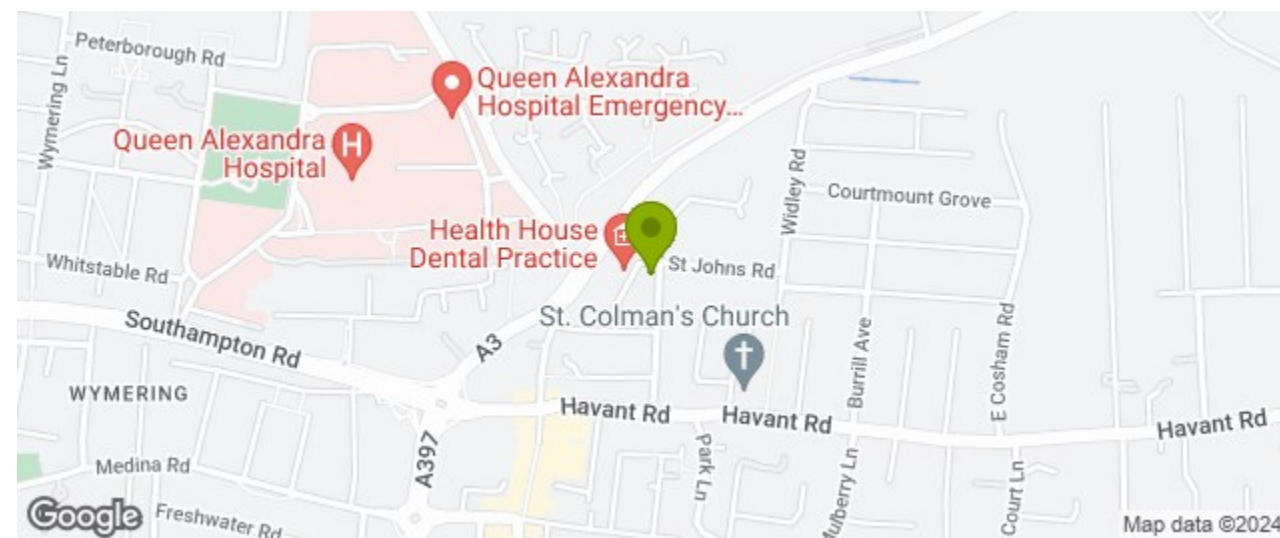 Peterborough Rd
Wymering Ln
Queen Alexandra
Hospital Emergency...
Queen Alexandra
Hospital
H
Widley Rd
Courtmount Grove
Health House
Dental Practice
St Johns Rd
Whitstable Rd
St. Colman's Church
Southampton Rd
A3
Burrill Ave
E Cosham Rd
WYMERING
Havant Rd
Havant Rd
Havant Rd
A397
Park Ln
Medina Rd
Mulberry Ln
Court Ln
Google
Freshwater Rd
Map data ©2024